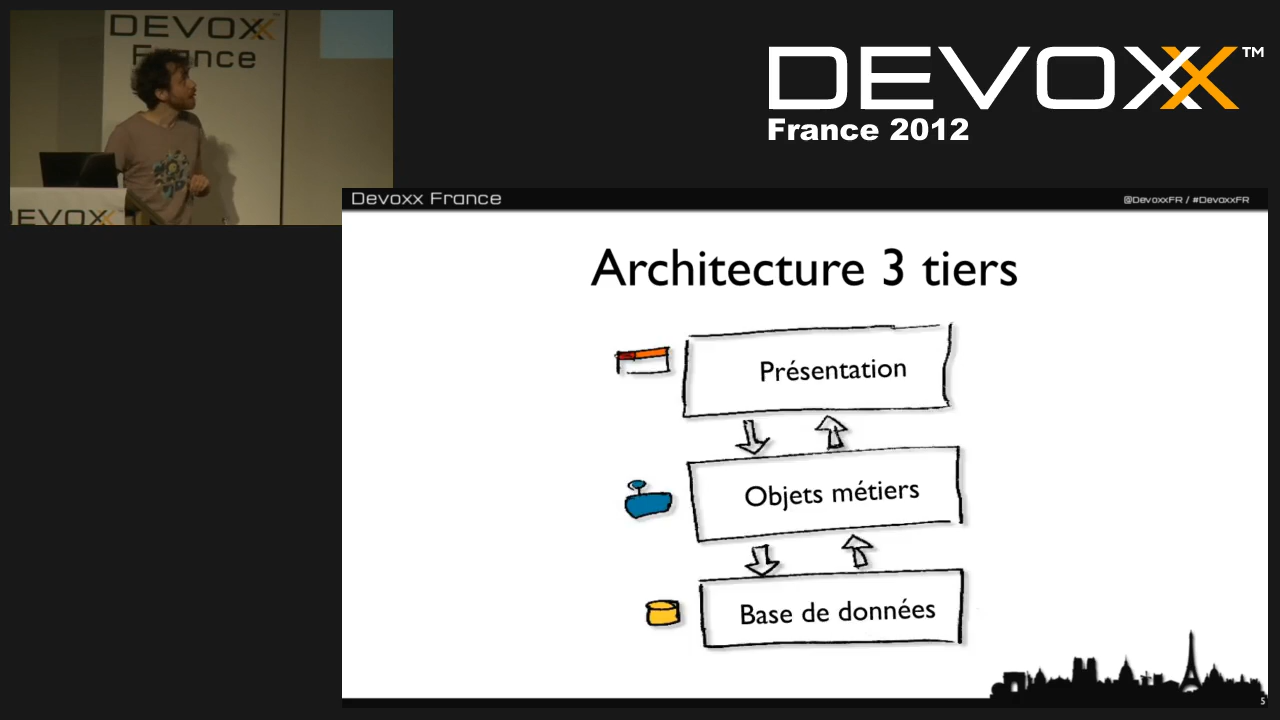 DEVOXX
France
DEVOXX
DEVOXX™
France 2012
Devoxx France
@DevoxxFR / #DevoxxFR
Architecture 3 tiers
Présentation
Objets métiers
Base de données
5